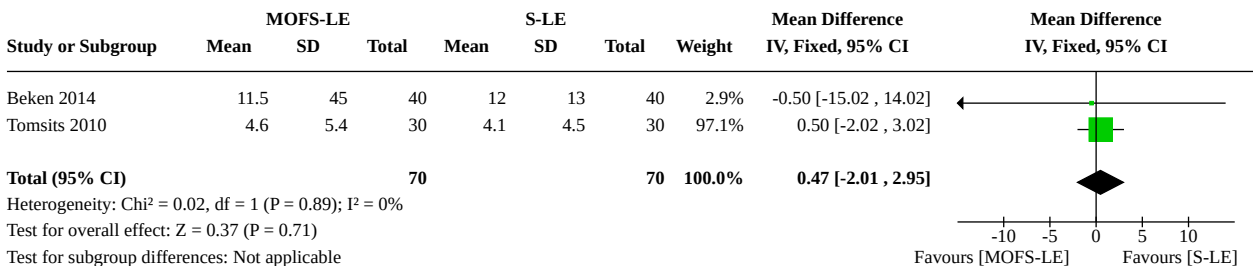 MOFS-LE S-LE Mean Difference Mean Difference
Study or Subgroup Mean SD Total Mean SD Total Weight IV, Fixed, 95% CI IV, Fixed, 95% CI
Beken 2014 11.5 45 40 12 13 40 2.9% -0.50 [-15.02 , 14.02]
Tomsits 2010 4.6 5.4 30 4.1 4.5 30 97.1% 0.50 [-2.02 , 3.02]
Total (95% CI) 70 70 100.0% 0.47 [-2.01 , 2.95]
Heterogeneity: Chi² = 0.02, df = 1 (P = 0.89); I² = 0%
Test for overall effect: Z = 0.37 (P = 0.71)
-10 -5 0 5 10
Test for subgroup differences: Not applicable
Favours [MOFS-LE] Favours [S-LE]